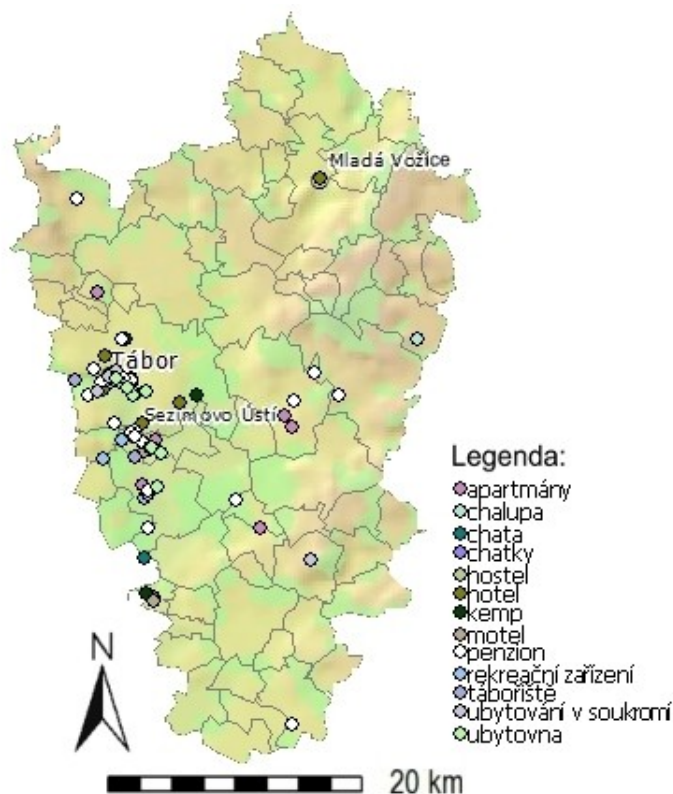 Mladá Vožice
Tábor
Sezimovo Ústí
Legenda:
apartmány
chalupa
chata
chatky
hostel
hotel
kemp
motel
penzion
rekreační zařízení
tábořiště
ubytování v soukromí
ubytovna
N
20 km